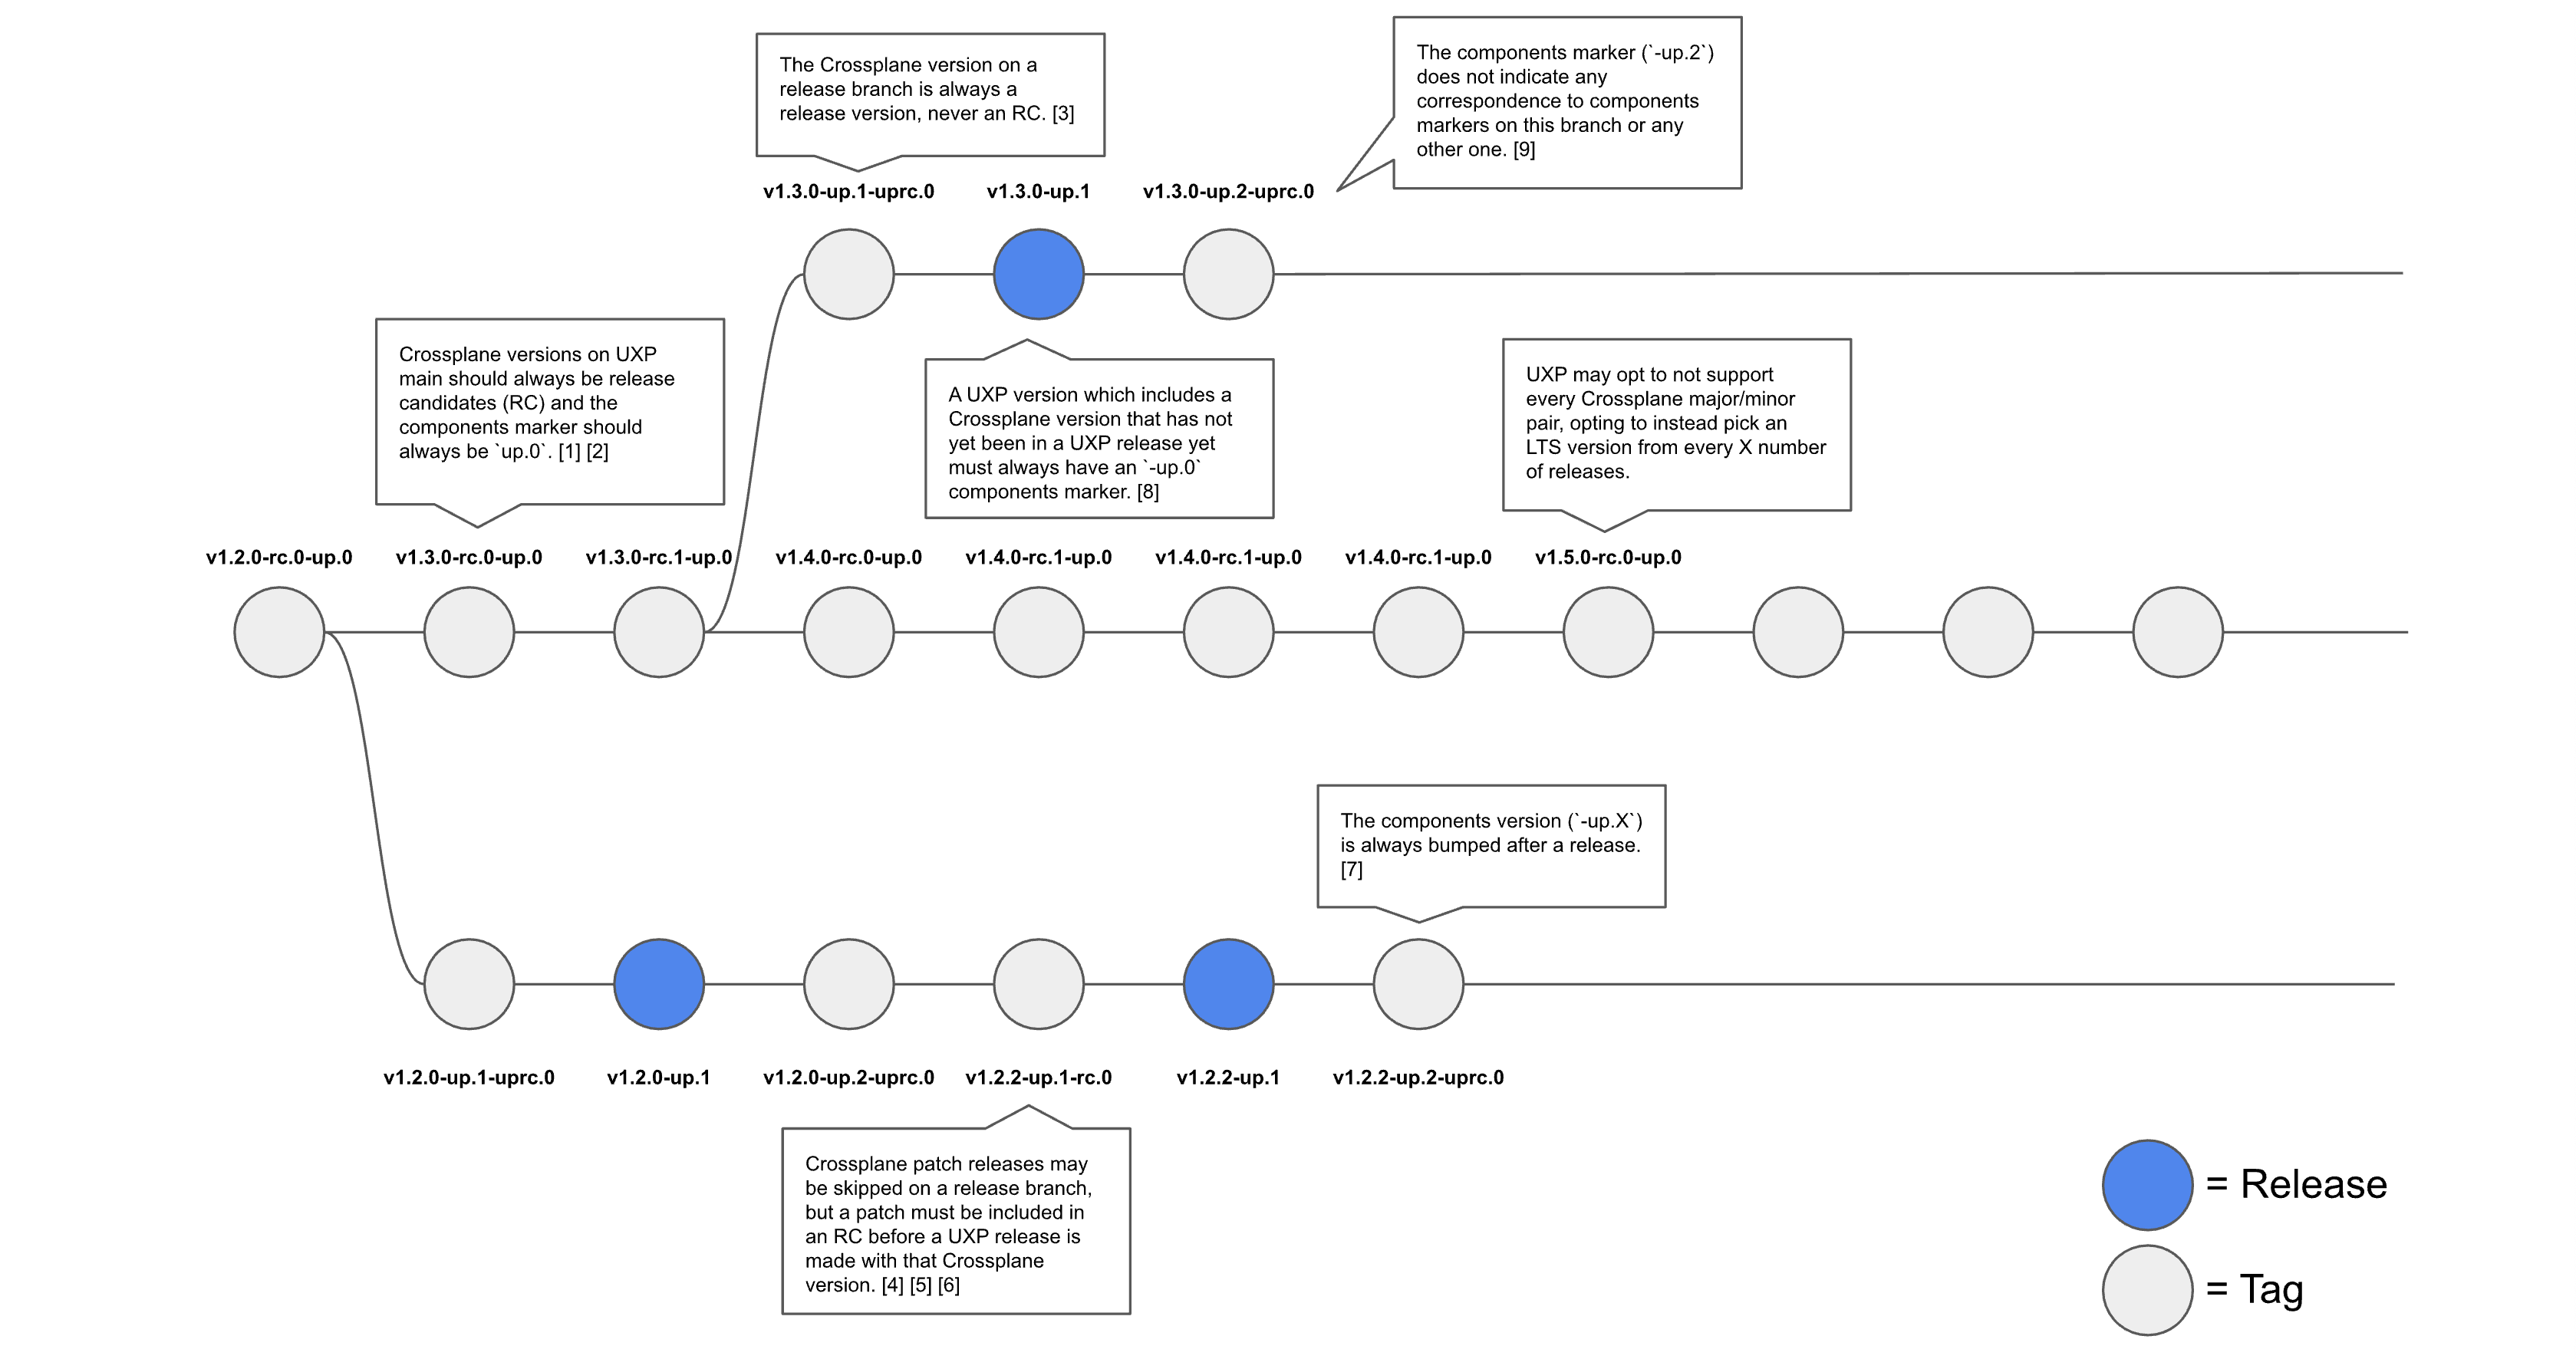 The Crossplane version on a
release branch is always a
release version, never an RC. [3]
The components marker (`-up.2`)
does not indicate any
correspondence to components
markers on this branch or any
other one. [9]
v1.3.0-up.1-uprc.0
v1.3.0-up.1
v1.3.0-up.2-uprc.0
Crossplane versions on UXP
main should always be release
candidates (RC) and the
components marker should
always be `up.0`. [1] [2]
A UXP version which includes a
Crossplane version that has not
yet been in a UXP release yet
must always have an `-up.0`
components marker. [8]
UXP may opt to not support
every Crossplane major/minor
pair, opting to instead pick an
LTS version from every X number
of releases.
v1.2.0-rc.0-up.0
v1.3.0-rc.0-up.0
v1.3.0-rc.1-up.0
v1.4.0-rc.0-up.0
v1.4.0-rc.1-up.0
v1.4.0-rc.1-up.0
v1.4.0-rc.1-up.0
v1.5.0-rc.0-up.0
The components version (`-up.X`)
is always bumped after a release.
[7]
v1.2.0-up.1-uprc.0
v1.2.0-up.1
v1.2.0-up.2-uprc.0
v1.2.2-up.1-rc.0
v1.2.2-up.1
v1.2.2-up.2-uprc.0
Crossplane patch releases may
be skipped on a release branch,
but a patch must be included in
an RC before a UXP release is
made with that Crossplane
version. [4] [5] [6]
= Release
= Tag